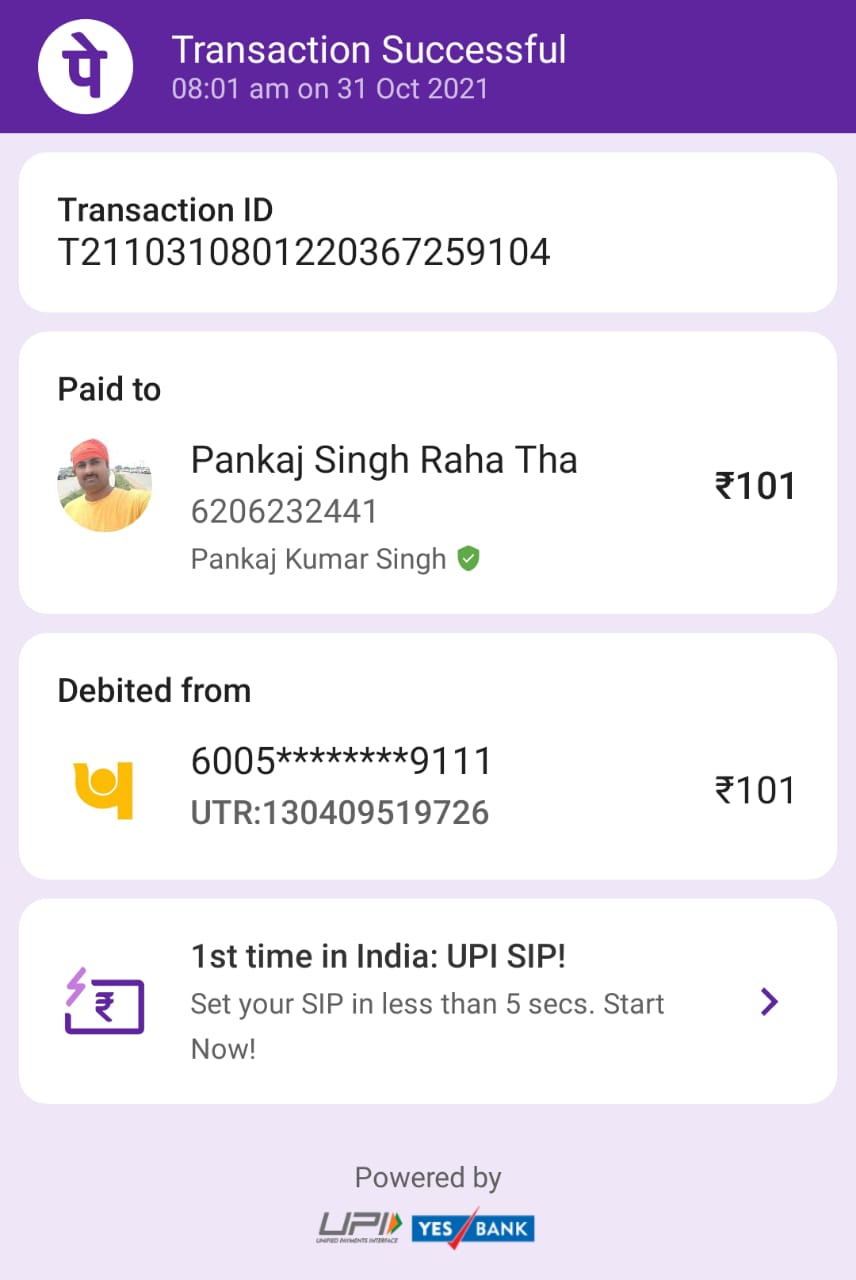 पे
Transaction Successful
08:01 am on 31 Oct 2021
Transaction ID
T2110310801220367259104
Paid to
Pankaj Singh Raha Tha
6206232441
Pankaj Kumar Singh
₹101
Debited from
6005********9111
UTR:130409519726
₹101
1st time in India: UPI SIP!
Set your SIP in less than 5 secs. Start
Now!
Powered by
UPI
UNIFIED PAYMENTS INTERFACE
YES BANK